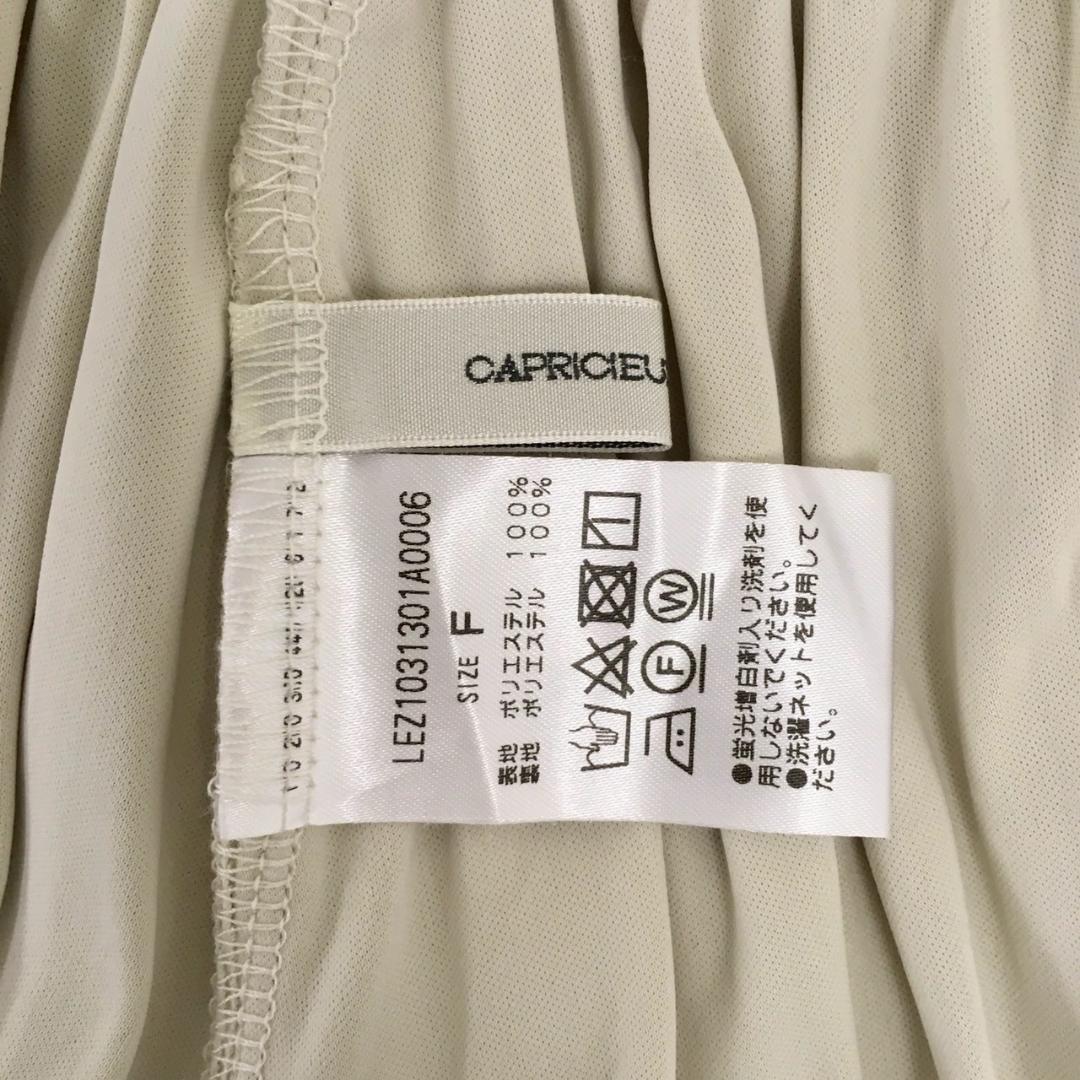 CAPRICIEU
LEZ1031301A0006
SIZE F
表地 ポリエステル 100%
裏地 ポリエステル 100%
W
F
●蛍光増白剤入り洗剤を使
用しないでください。
●洗濯ネットを使用してく
ださい。